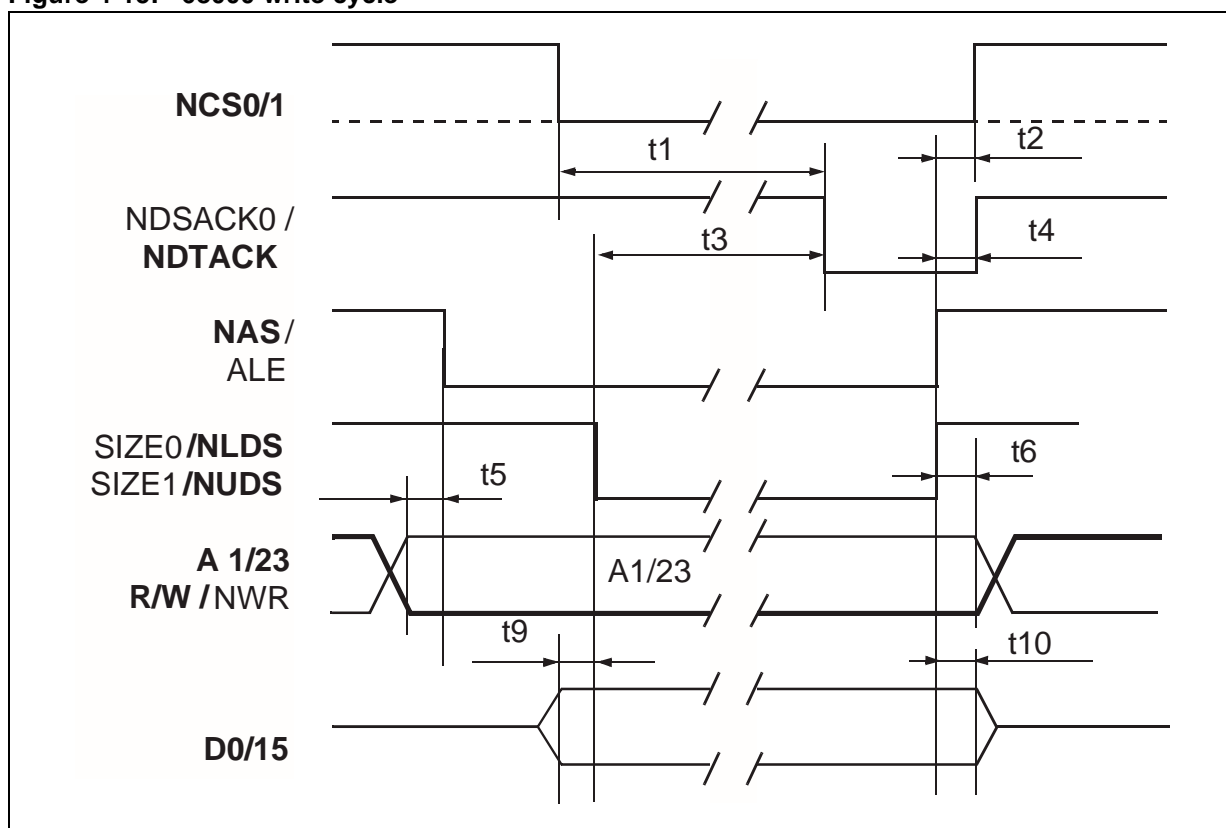 NCS0/1
t1
t2
NDSACK0 /
NDTACK
t3
t4
NAS/
ALE
SIZE0/NLDS
SIZE1/NUDS
t5
t6
A 1/23
R/W / NWR
A1/23
t9
t10
D0/15